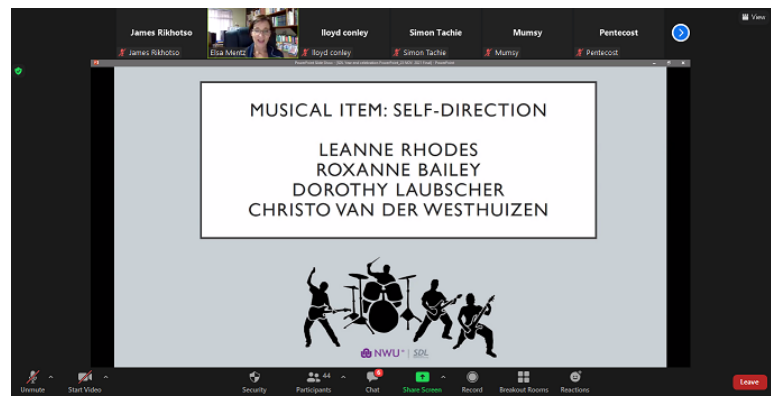 View
James Rikhotso
lloyd conley
Simon Tachie
Mumsy
Pentecost
James Rikhotso
Elsa Mentz
lloyd conley
Simon Tachie
Mumsy
Pentecost
MUSICAL ITEM: SELF-DIRECTION
LEANNE RHODES
ROXANNE BAILEY
DOROTHY LAUBSCHER
CHRISTO VAN DER WESTHUIZEN
NWU® | SDL
Unmute
Start Video
Security
Participants
44
Chat
6
Share Screen
Record
Breakout Rooms
Reactions
Leave